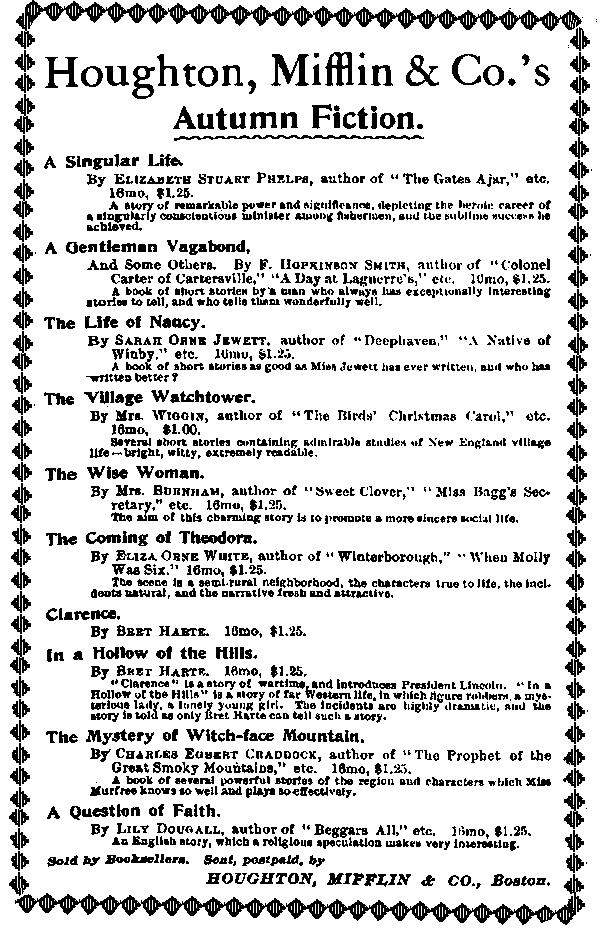 Houghton, Mifflin & Co.'s
Autumn Fiction.
A Singular Life.
By ELIZABETH STUART PHELPS, author of "The Gates Ajar," etc.
16mo, $1.25.
A story of remarkable power and significance, depicting the heroic career of
a singularly conscientious minister among fishermen, and the sublime success he
achieved.
A Gentleman Vagabond,
And Some Others. By F. HOPKINSON SMITH, author of "Colonel
Carter of Cartersville," "A Day at Laguerre's," etc. 16mo, $1.25.
A book of short stories by a man who always has exceptionally interesting
stories to tell, and who tells them wonderfully well.
The Life of Nancy.
By SARAH ORNE JEWETT, author of "Deephaven," "A Native of
Winby," etc. 16mo, $1.25.
A book of short stories as good as Miss Jewett has ever written, and who has
written better?
The Village Watchtower.
By MRS. WIGGIN, author of "The Birds' Christmas Carol," etc.
16mo, $1.00.
Several short stories containing admirable studies of New England village
life—bright, witty, extremely readable.
The Wise Woman.
By MRS. BURNHAM, author of "Sweet Clover," "Miss Bagg's Sec-
retary," etc. 16mo, $1.25.
The aim of this charming story is to promote a more sincere social life.
The Coming of Theodora.
By ELIZA ORNE WHITE, author of "Winterborough," "When Molly
Was Six." 16mo, $1.25.
The scene is a semi-rural neighborhood, the characters true to life, the inci-
dents natural, and the narrative fresh and attractive.
Clarence.
By BRET HARTE. 16mo, $1.25.
In a Hollow of the Hills.
By BRET HARTE. 16mo, $1.25.
"Clarence" is a story of wartime, and introduces President Lincoln. "In a
Hollow of the Hills" is a story of far Western life, in which figure robbers, a mys-
terious lady, a lonely young girl. The incidents are highly dramatic, and the
story is told as only Bret Harte can tell such a story.
The Mystery of Witch-face Mountain.
By CHARLES EGBERT CRADDOCK, author of "The Prophet of the
Great Smoky Mountains," etc. 16mo, $1.25.
A book of several powerful stories of the region and characters which Miss
Murfree knows so well and plays so effectively.
A Question of Faith.
By LILY DOUGALL, author of "Beggars All," etc. 16mo, $1.25.
An English story, which a religious speculation makes very interesting.
Sold by Booksellers. Sent, postpaid, by
HOUGHTON, MIFFLIN & CO., Boston.